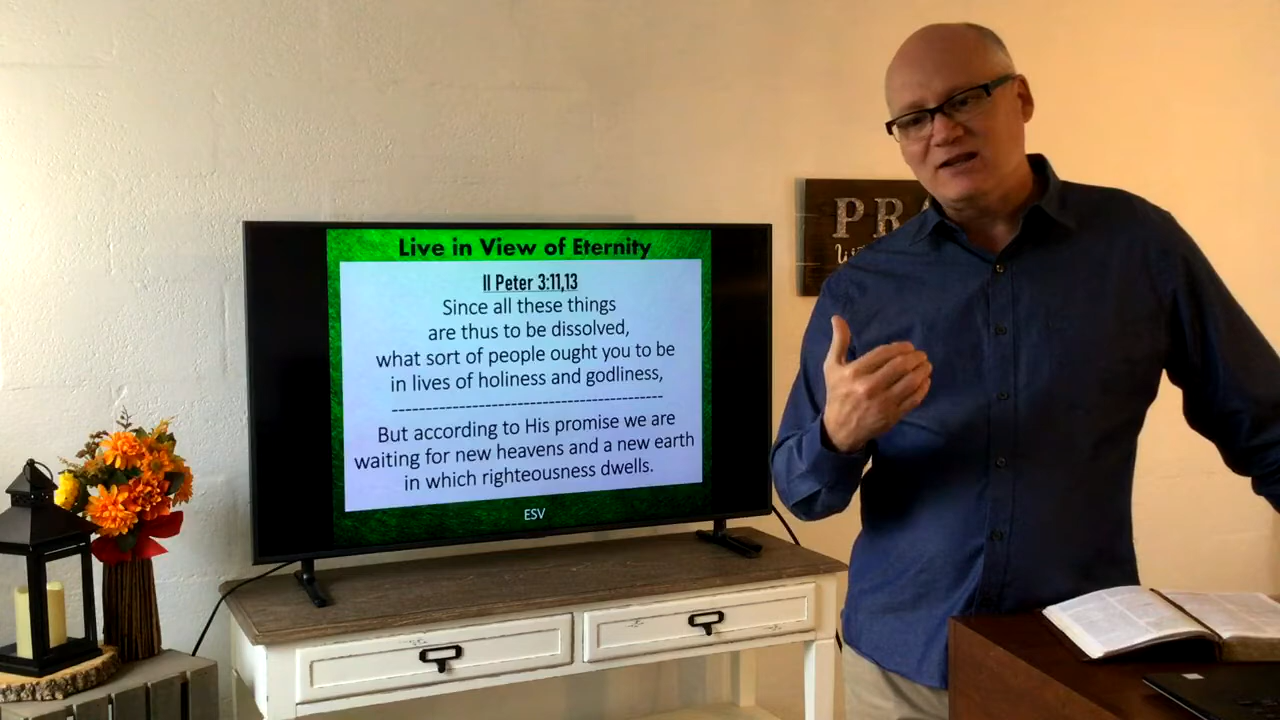 Live in View of Eternity
II Peter 3:11,13
Since all these things
are thus to be dissolved,
what sort of people ought you to be
in lives of holiness and godliness,
-----------------------------------------
But according to His promise we are
waiting for new heavens and a new earth
in which righteousness dwells.
ESV